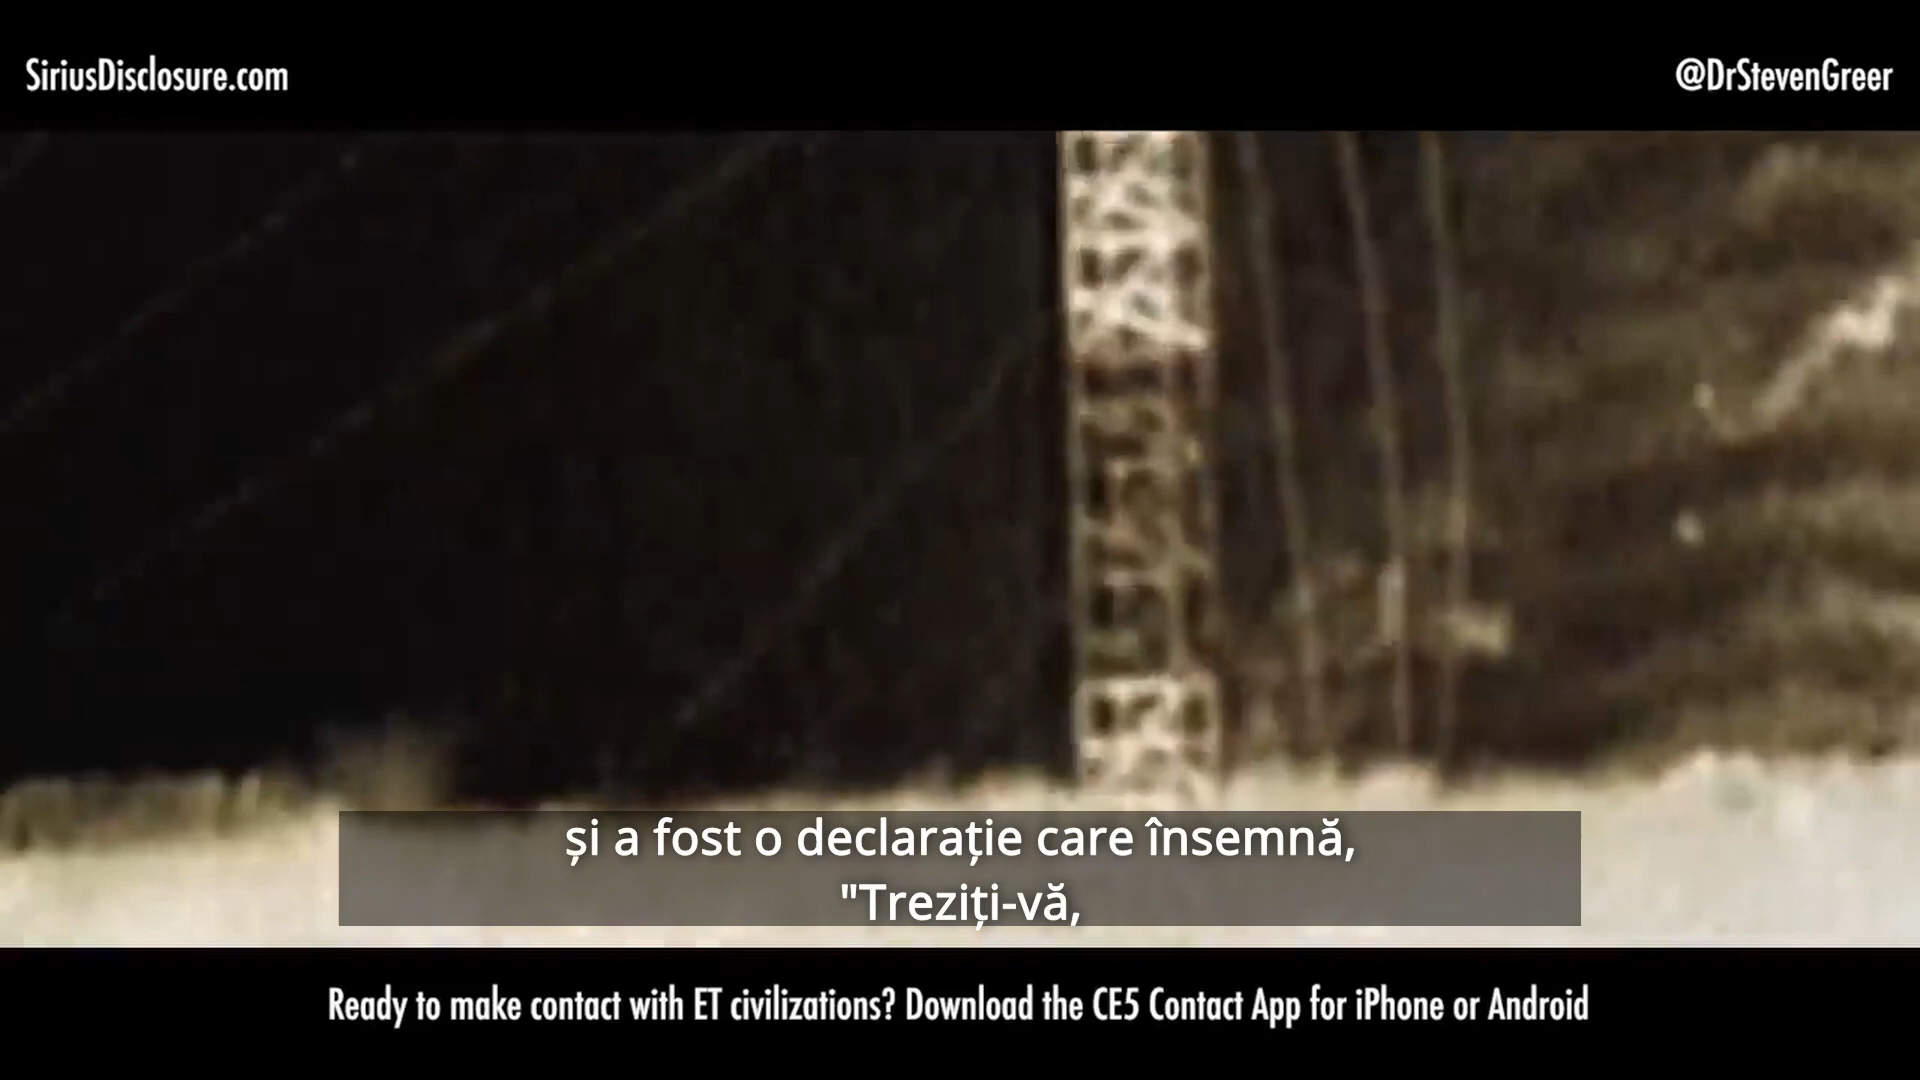 SiriusDisclosure.com
@DrStevenGreer
și a fost o declarație care însemnă,
"Treziți-vă,
Ready to make contact with ET civilizations? Download the CE5 Contact App for iPhone or Android